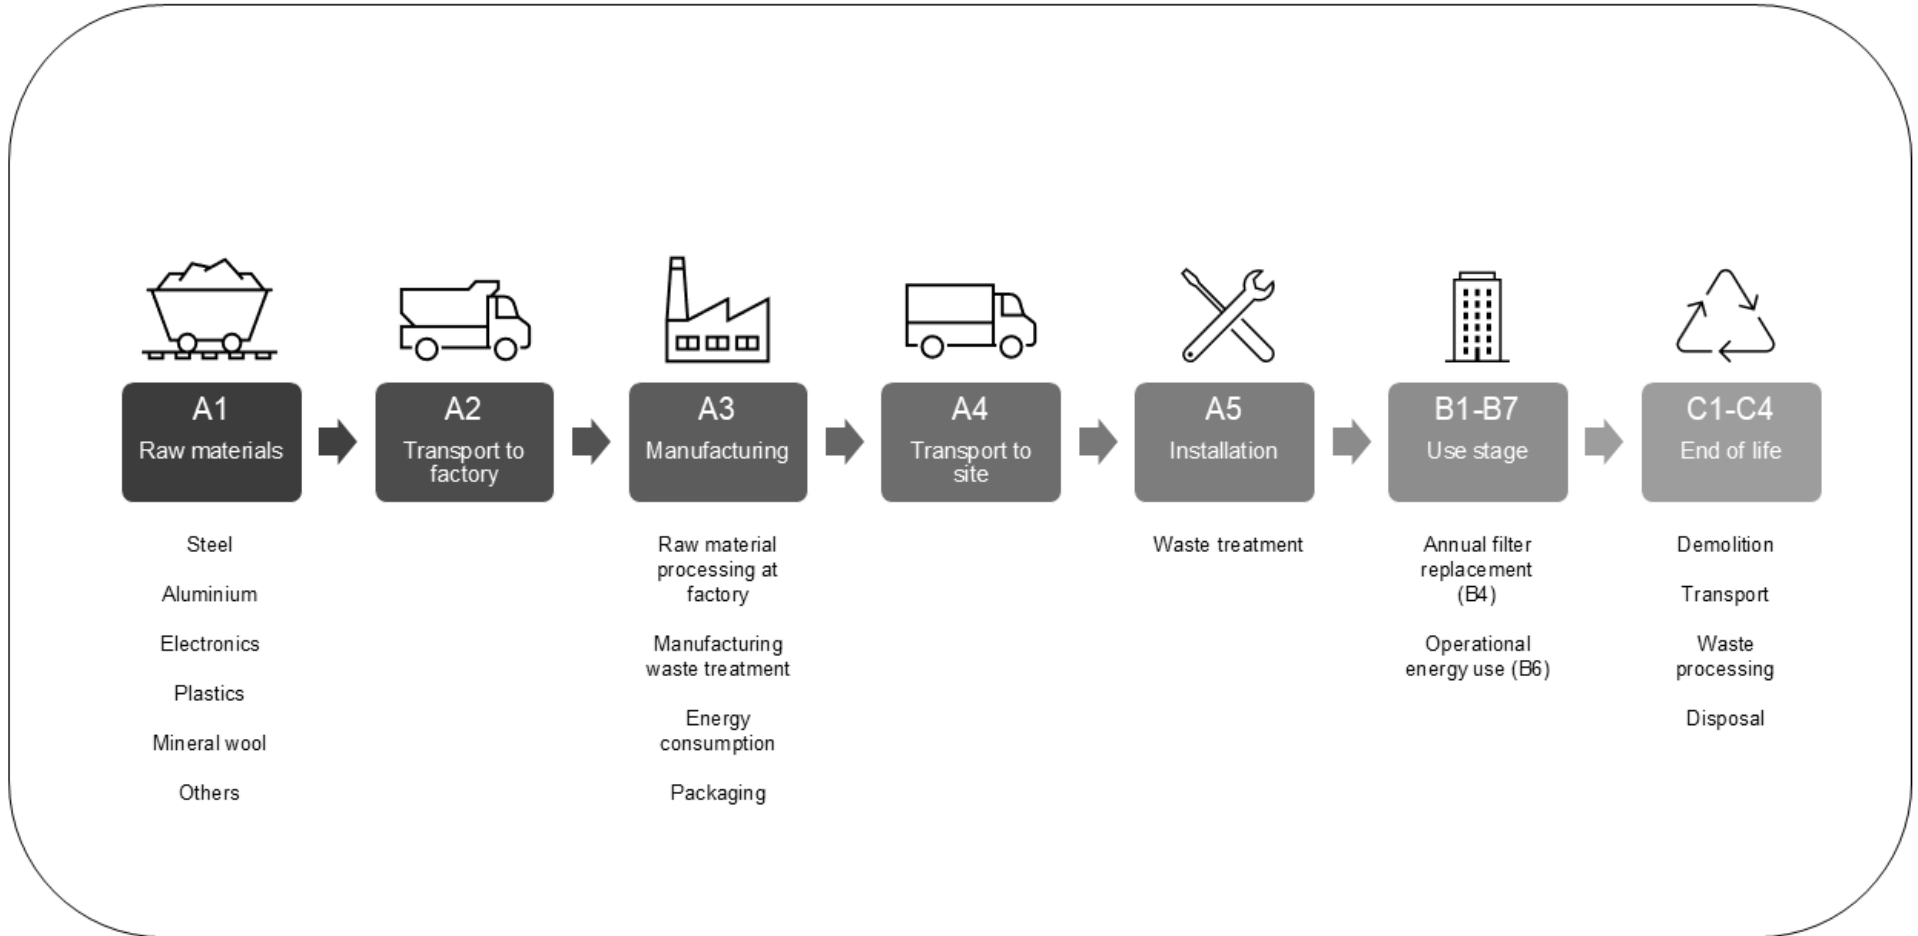 A1
Raw materials
A2
Transport to
factory
A3
Manufacturing
A4
Transport to
site
A5
Installation
B1-B7
Use stage
C1-C4
End of life
Steel
Aluminium
Electronics
Plastics
Mineral wool
Others
Raw material
processing at
factory
Manufacturing
waste treatment
Energy
consumption
Packaging
Waste treatment
Annual filter
replacement
(B4)
Operational
energy use (B6)
Demolition
Transport
Waste
processing
Disposal